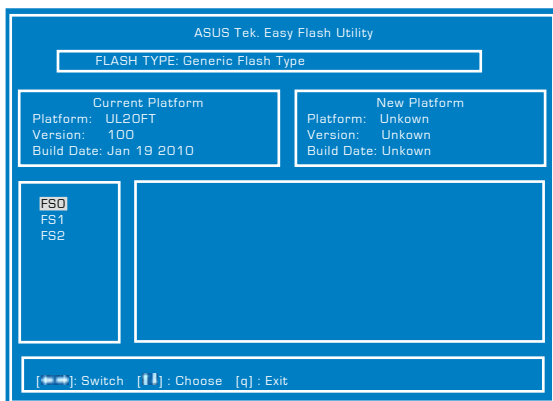 ASUS Tek. Easy Flash Utility
FLASH TYPE: Generic Flash Type
Current Platform
Platform: UL20FT
Version: 100
Build Date: Jan 19 2010
New Platform
Platform: Unkown
Version: Unkown
Build Date: Unkown
FS0
FS1
FS2
[←→]: Switch [↑↓] : Choose [q] : Exit